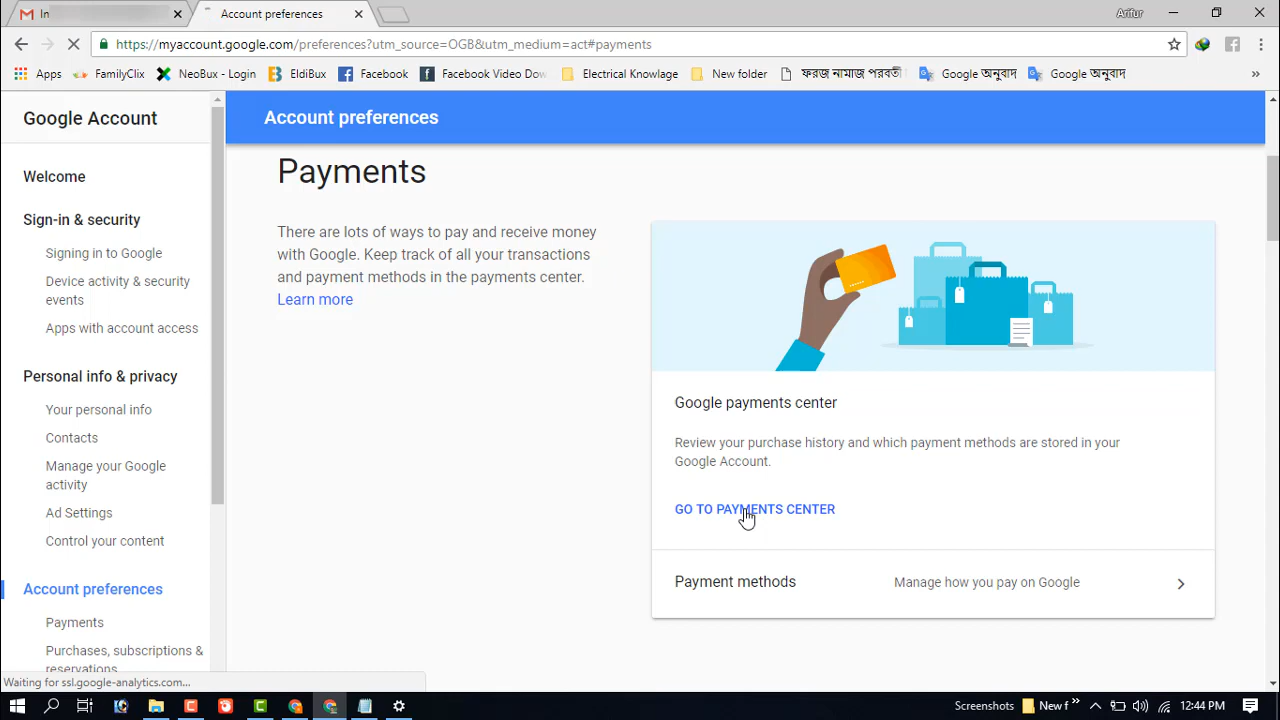 In
Account preferences
Arifur
https://myaccount.google.com/preferences?utm_source=OGB&utm_medium=act#payments
Apps
FamilyClix
NeoBux - Login
EldiBux
Facebook
Facebook Video Do
Electrical Knowlage
New folder
ফরজ নামাজ পরবর্তী
Google অনুবাদ
Google অনুবাদ
Google Account
Account preferences
Welcome
Sign-in & security
Signing in to Google
Device activity & security
events
Apps with account access
Personal info & privacy
Your personal info
Contacts
Manage your Google
activity
Ad Settings
Control your content
Account preferences
Payments
Purchases, subscriptions &
reservations
Payments
There are lots of ways to pay and receive money
with Google. Keep track of all your transactions
and payment methods in the payments center.
Learn more
Google payments center
Review your purchase history and which payment methods are stored in your
Google Account.
GO TO PAYMENTS CENTER
Payment methods
Manage how you pay on Google
Waiting for ssl.google-analytics.com...
Screenshots
New f
12:44 PM